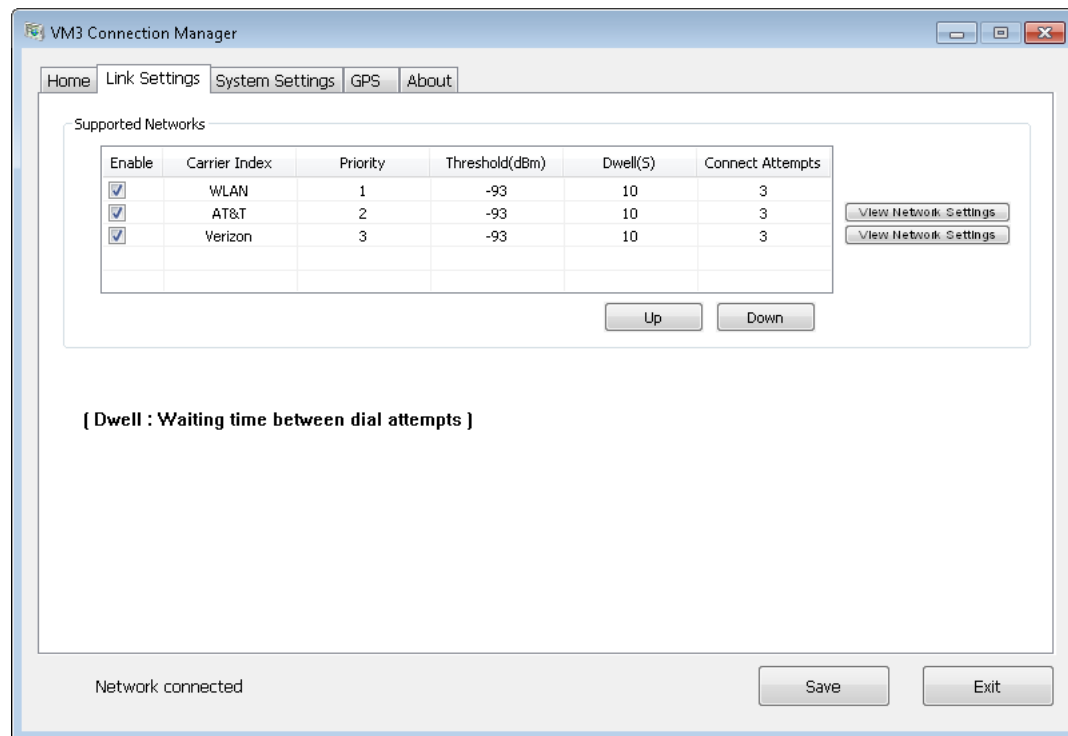 VM3 Connection Manager
Home Link Settings System Settings GPS About
Supported Networks
Enable Carrier Index Priority Threshold(dBm) Dwell(S) Connect Attempts
WLAN 1 -93 10 3
AT&T 2 -93 10 3 View Network Settings
Verizon 3 -93 10 3 View Network Settings
Up Down
( Dwell : Waiting time between dial attempts )
Network connected Save Exit